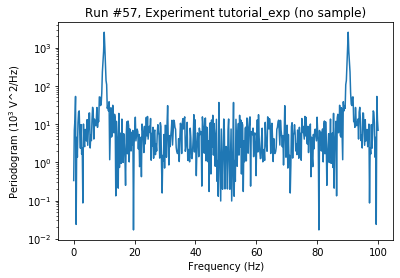 Run #57, Experiment tutorial_exp (no sample)
Periodogram (10³ V^2/Hz)
10³
10²
10¹
10⁰
10⁻¹
10⁻²
0 20 40 60 80 100
Frequency (Hz)